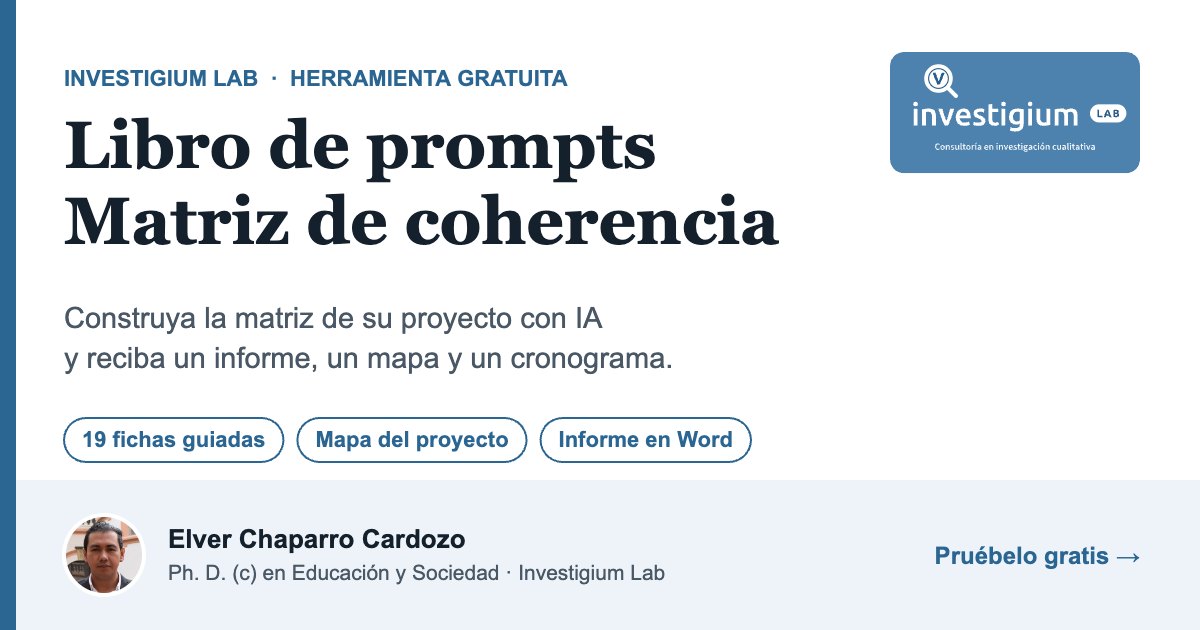 INVESTIGIUM LAB · HERRAMIENTA GRATUITA
Libro de prompts
Matriz de coherencia
Construya la matriz de su proyecto con IA
y reciba un informe, un mapa y un cronograma.
19 fichas guiadas
Mapa del proyecto
Informe en Word
V
investigium LAB
Consultoría en investigación cualitativa
Elver Chaparro Cardozo
Ph. D. (c) en Educación y Sociedad · Investigium Lab
Pruébelo gratis →